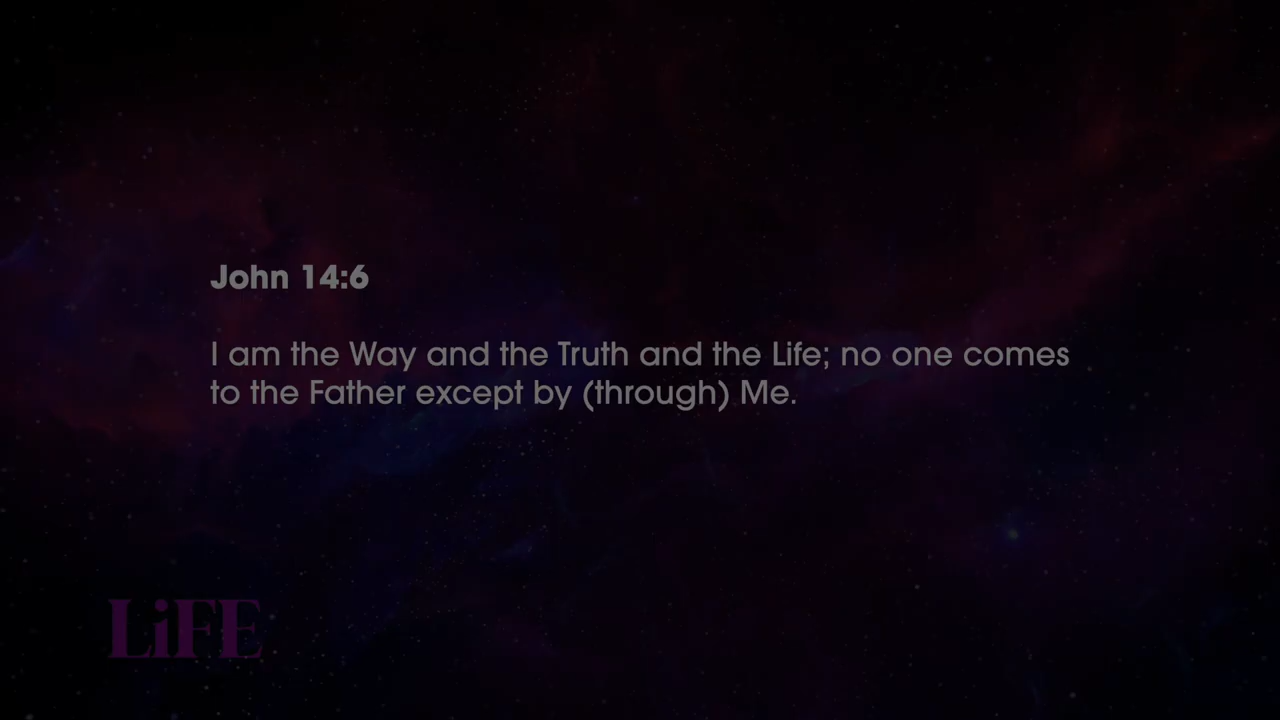 John 14:6
I am the Way and the Truth and the Life; no one comes
to the Father except by (through) Me.
LiFE